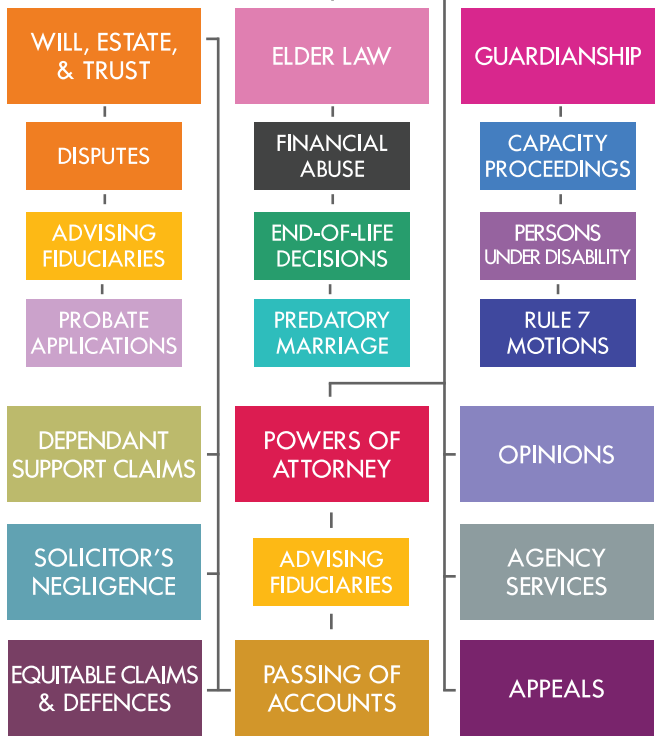 WILL, ESTATE,
& TRUST
ELDER LAW
GUARDIANSHIP
DISPUTES
FINANCIAL
ABUSE
CAPACITY
PROCEEDINGS
ADVISING
FIDUCIARIES
END-OF-LIFE
DECISIONS
PERSONS
UNDER DISABILITY
PROBATE
APPLICATIONS
PREDATORY
MARRIAGE
RULE 7
MOTIONS
DEPENDANT
SUPPORT CLAIMS
POWERS OF
ATTORNEY
OPINIONS
SOLICITOR'S
NEGLIGENCE
ADVISING
FIDUCIARIES
AGENCY
SERVICES
EQUITABLE CLAIMS
& DEFENCES
PASSING OF
ACCOUNTS
APPEALS